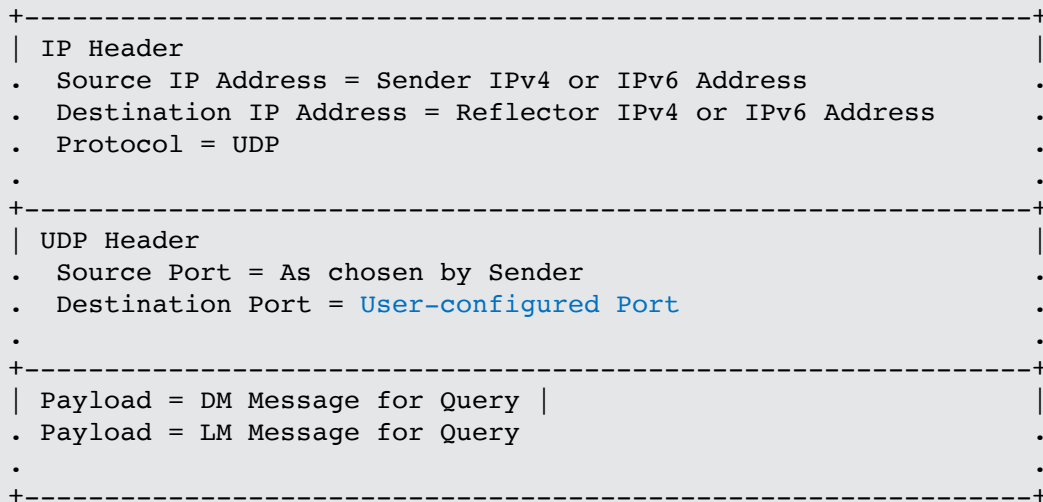 +---------------------------------------------------------------+
| IP Header                                                     |
.  Source IP Address = Sender IPv4 or IPv6 Address              .
.  Destination IP Address = Reflector IPv4 or IPv6 Address      .
.  Protocol = UDP                                               .
.                                                               .
+---------------------------------------------------------------+
| UDP Header                                                    |
.  Source Port = As chosen by Sender                            .
.  Destination Port = User-configured Port                      .
.                                                               .
+---------------------------------------------------------------+
| Payload = DM Message for Query |                              |
. Payload = LM Message for Query                                .
.                                                               .
+---------------------------------------------------------------+